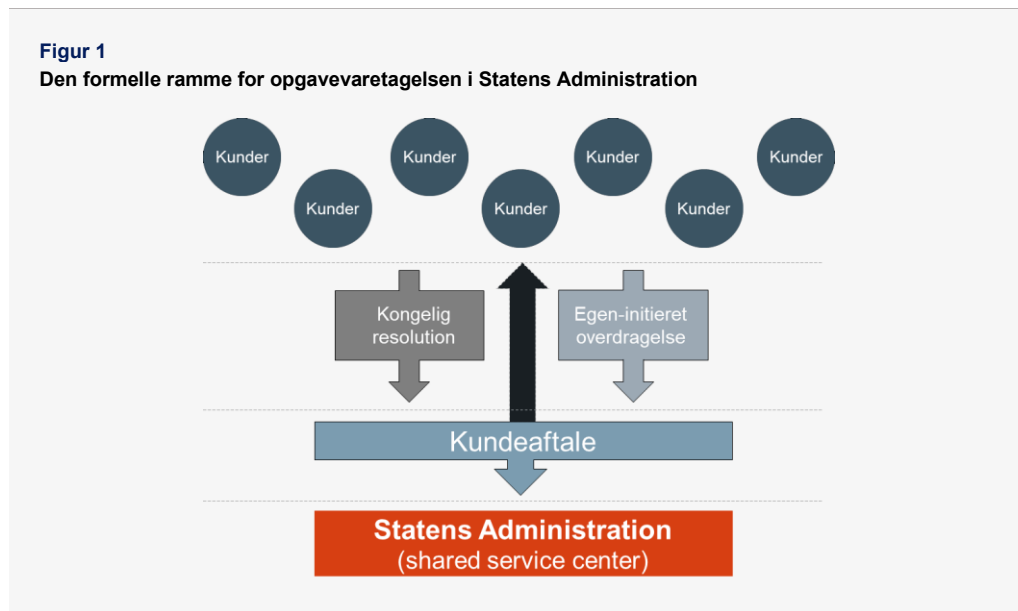 Figur 1
Den formelle ramme for opgavevaretagelsen i Statens Administration
Kunder
Kunder
Kunder
Kunder
Kunder
Kunder
Kunder
Kongelig
resolution
Egen-initieret
overdragelse
Kundeaftale
Statens Administration
(shared service center)